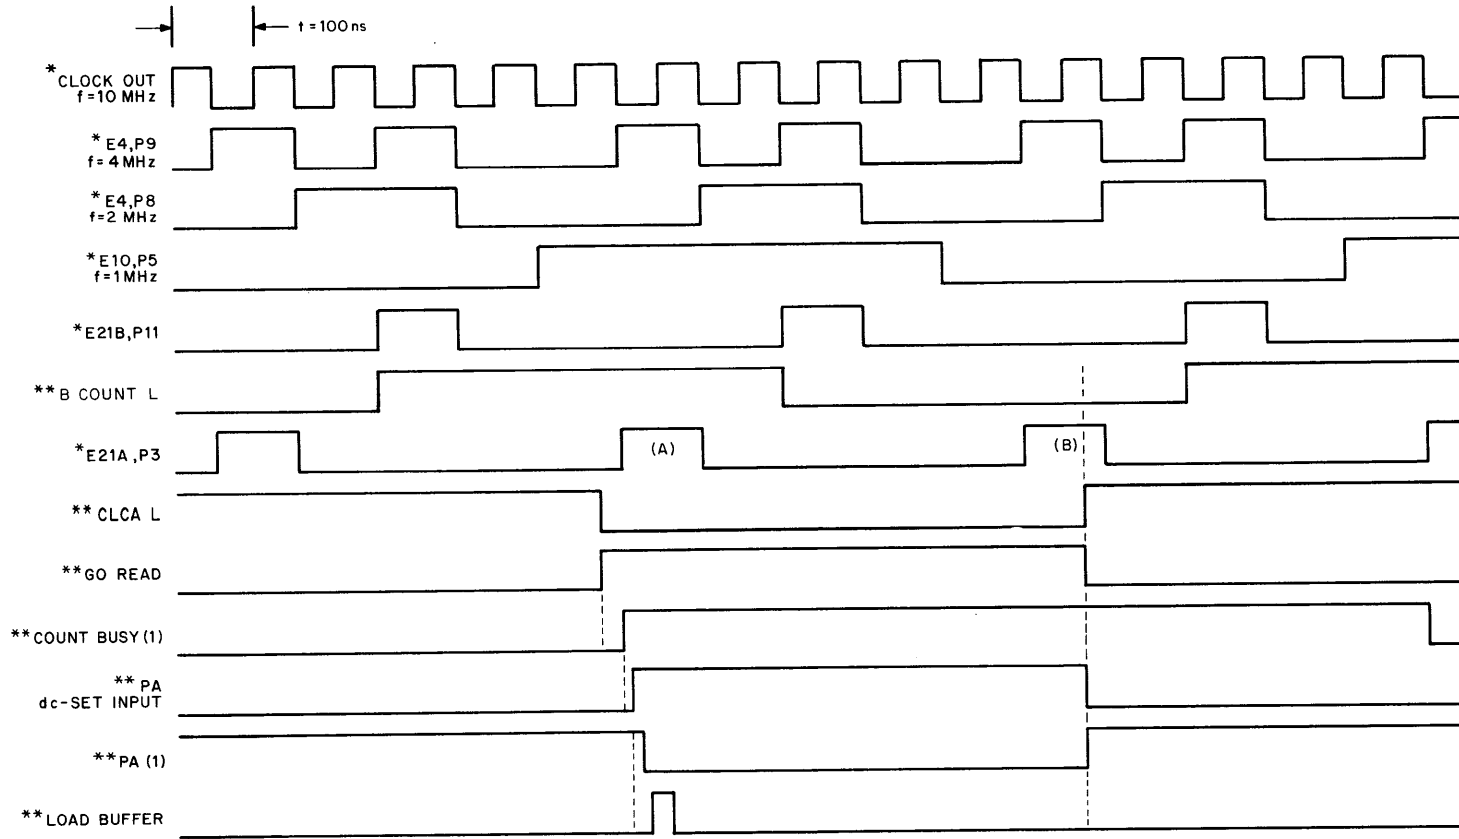 t = 100 ns
*CLOCK OUT
f = 10 MHz
*E4,P9
f = 4 MHz
*E4,P8
f = 2 MHz
*E10,P5
f = 1 MHz
*E21B,P11
**B COUNT L
*E21A,P3
(A)
(B)
**CLCA L
**GO READ
**COUNT BUSY (1)
**PA
dc-SET INPUT
**PA (1)
**LOAD BUFFER